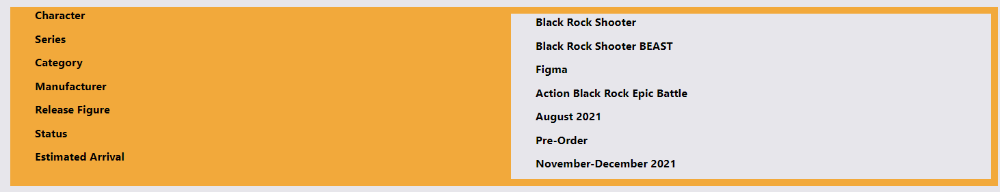 Character
Series
Category
Manufacturer
Release Figure
Status
Estimated Arrival
Black Rock Shooter
Black Rock Shooter BEAST
Figma
Action Black Rock Epic Battle
August 2021
Pre-Order
November-December 2021